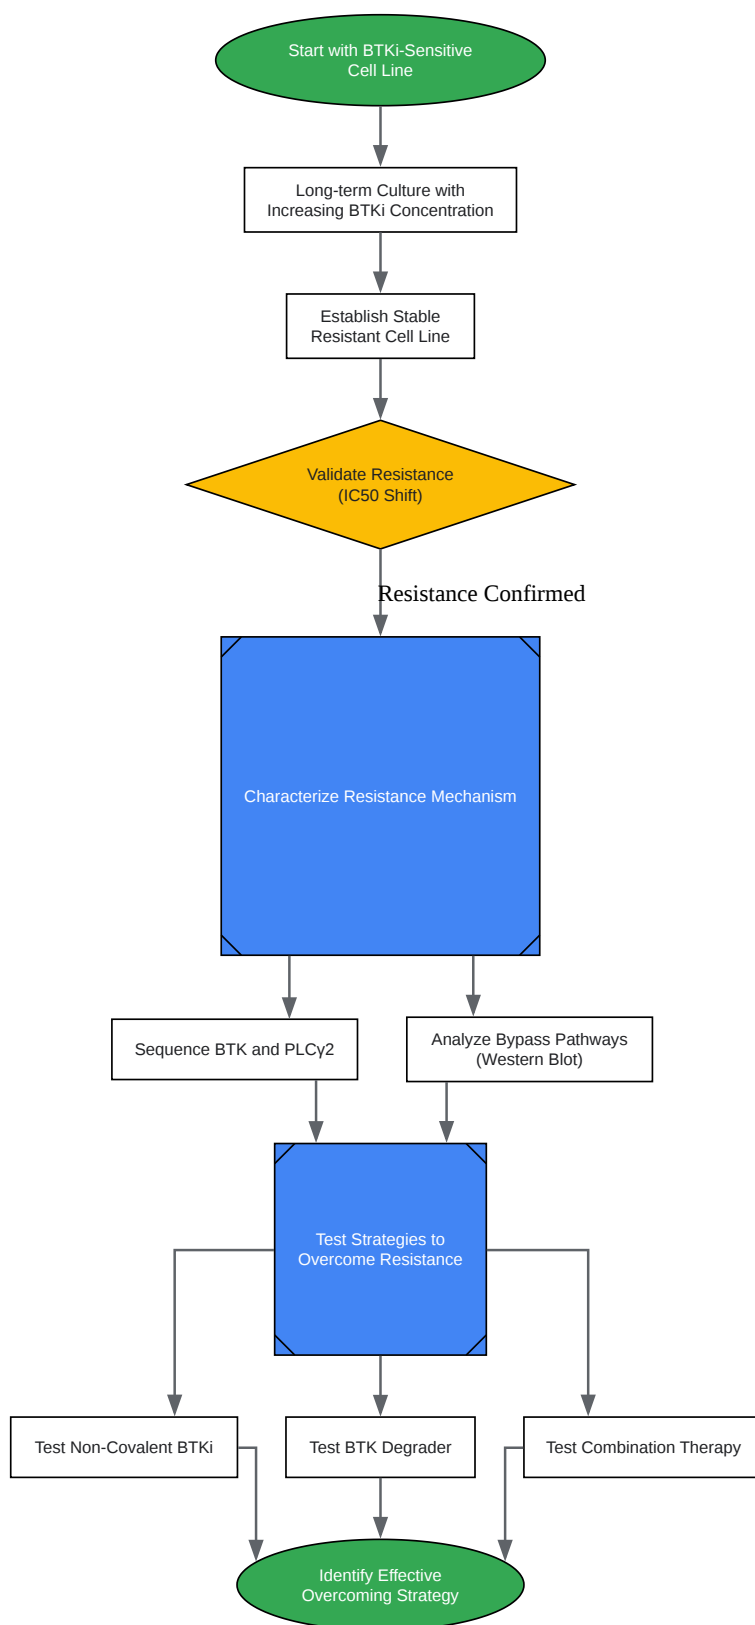 Start with BTKi-Sensitive
Cell Line
Long-term Culture with
Increasing BTKi Concentration
Establish Stable
Resistant Cell Line
Validate Resistance
(IC50 Shift)
Resistance Confirmed
Characterize Resistance Mechanism
Sequence BTK and PLCγ2
Analyze Bypass Pathways
(Western Blot)
Test Strategies to
Overcome Resistance
Test Non-Covalent BTKi
Test BTK Degrader
Test Combination Therapy
Identify Effective
Overcoming Strategy